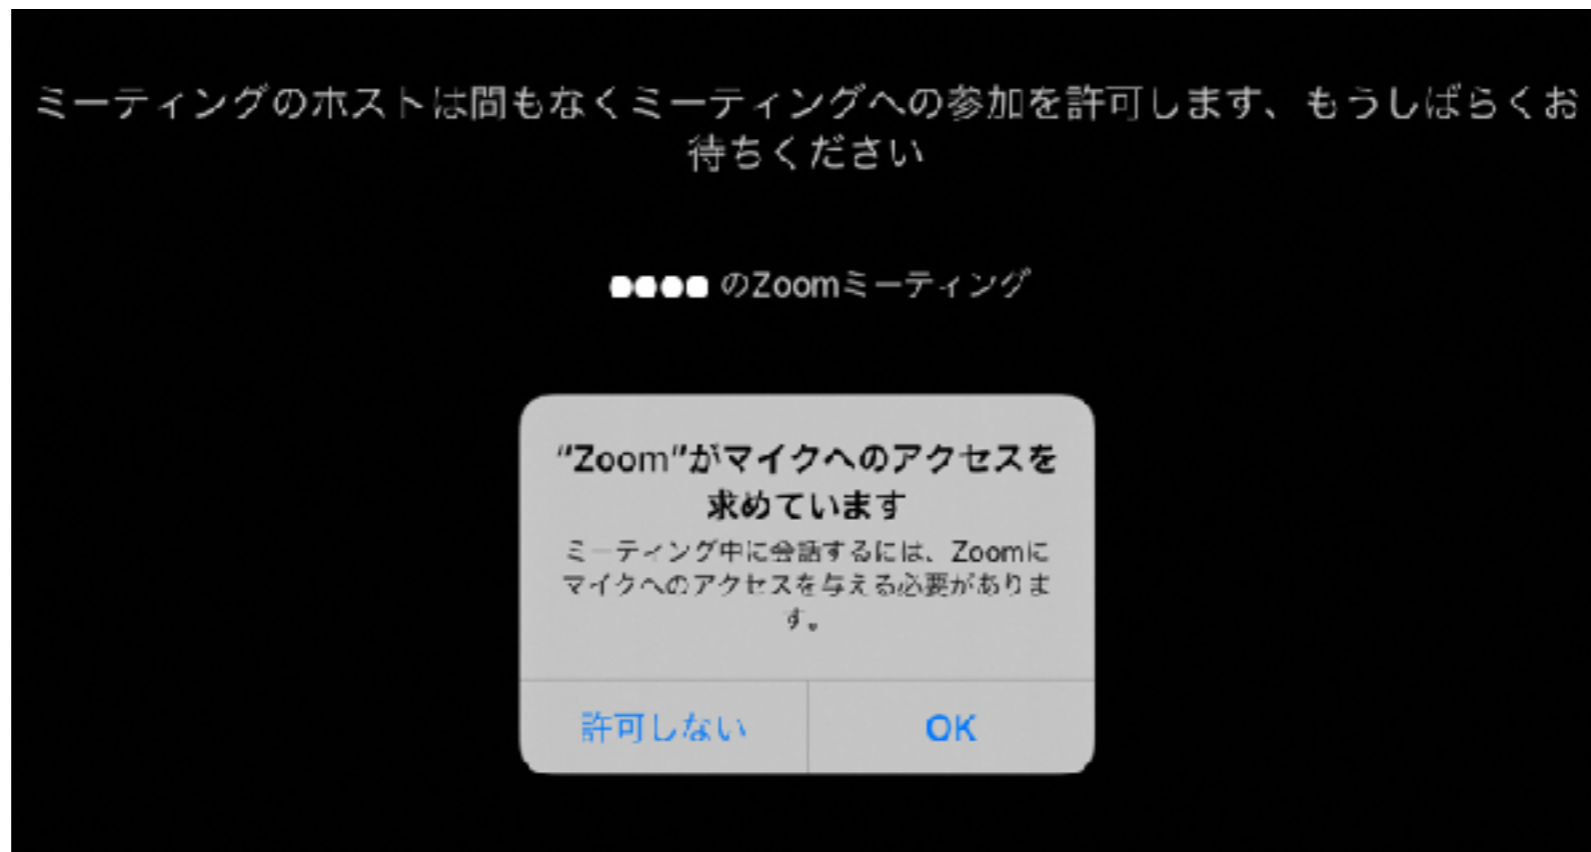 ミーティングのホストは間もなくミーティングへの参加を許可します、もうしばらくお
待ちください
●●●● のZoomミーティング
“Zoom”がマイクへのアクセスを
求めています
ミーティング中に会話するには、Zoomに
マイクへのアクセスを与える必要がありま
す。
許可しない
OK